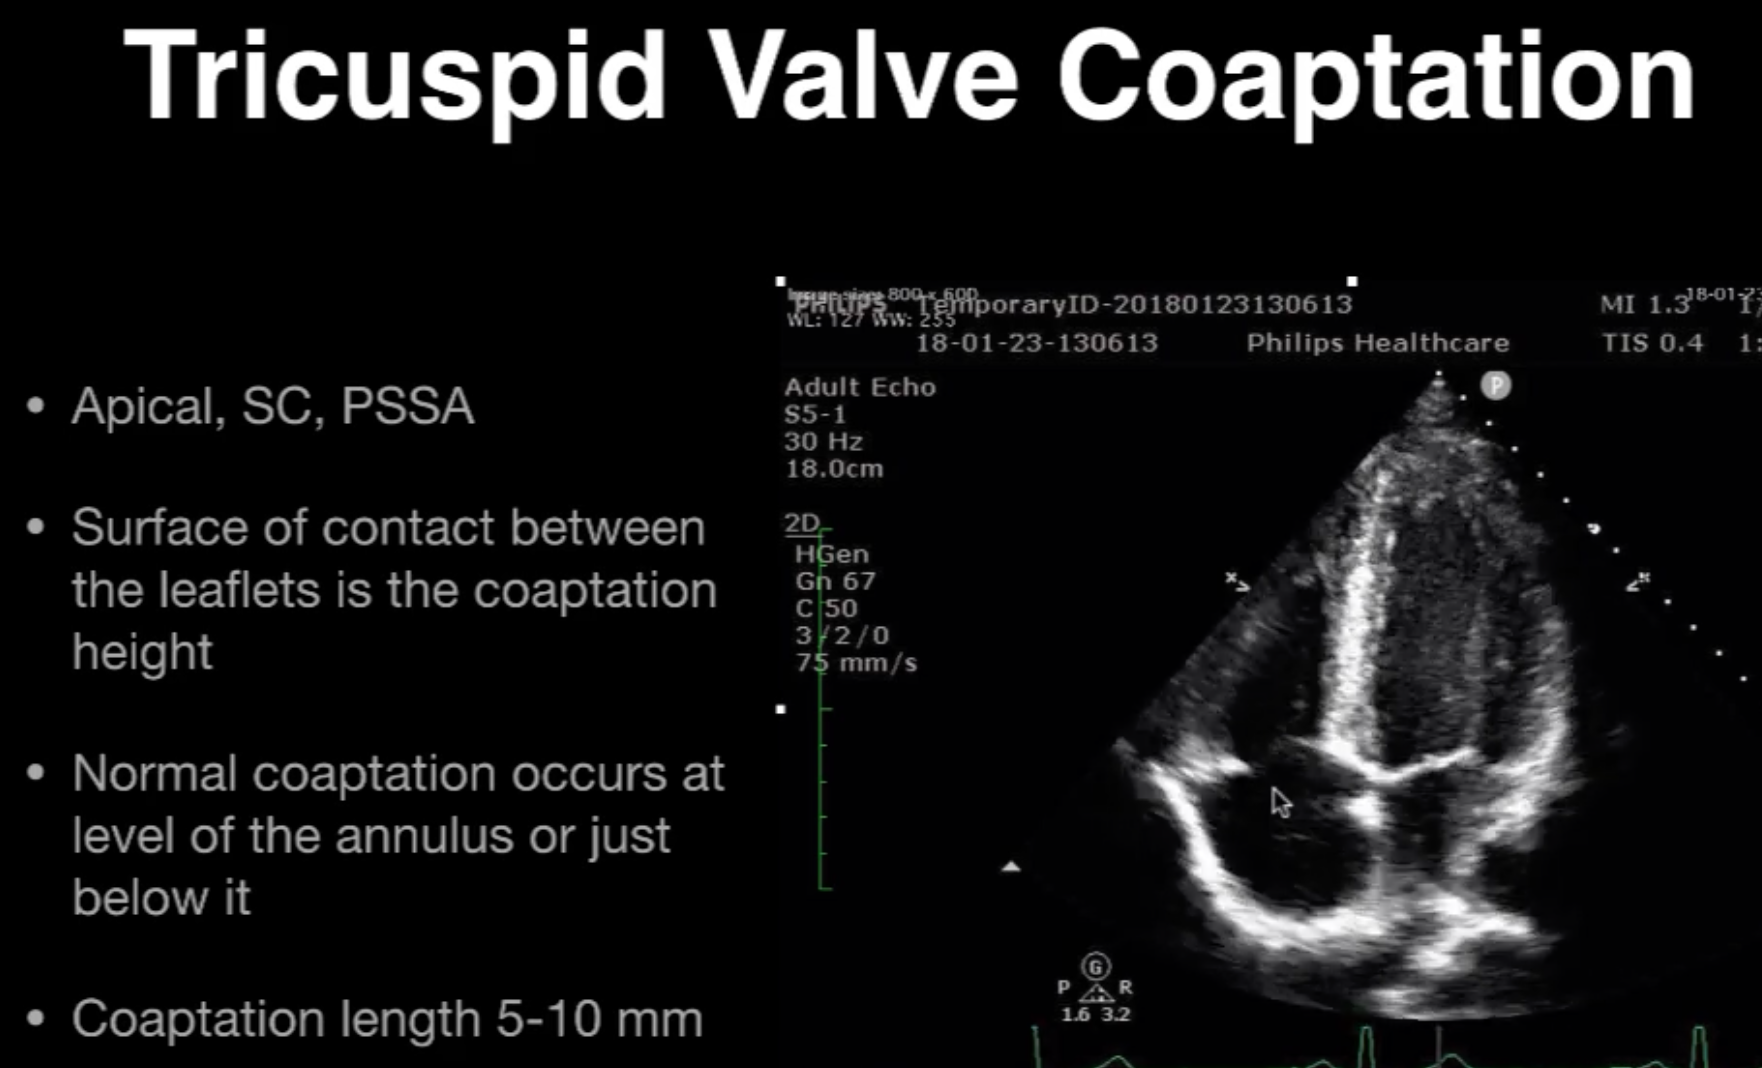 Tricuspid Valve Coaptation
• Apical, SC, PSSA
• Surface of contact between
the leaflets is the coaptation
height
• Normal coaptation occurs at
level of the annulus or just
below it
• Coaptation length 5-10 mm
Image size: 800 x 600
PHILIPS TemporaryID-20180123130613 MI 1.3 18-01-23
WL: 127 WW: 255
18-01-23-130613 Philips Healthcare TIS 0.4
Adult Echo
S5-1
30 Hz
18.0cm
2D
HGen
Gn 67
C 50
3/2/0
75 mm/s
P
G
P R
1.6 3.2